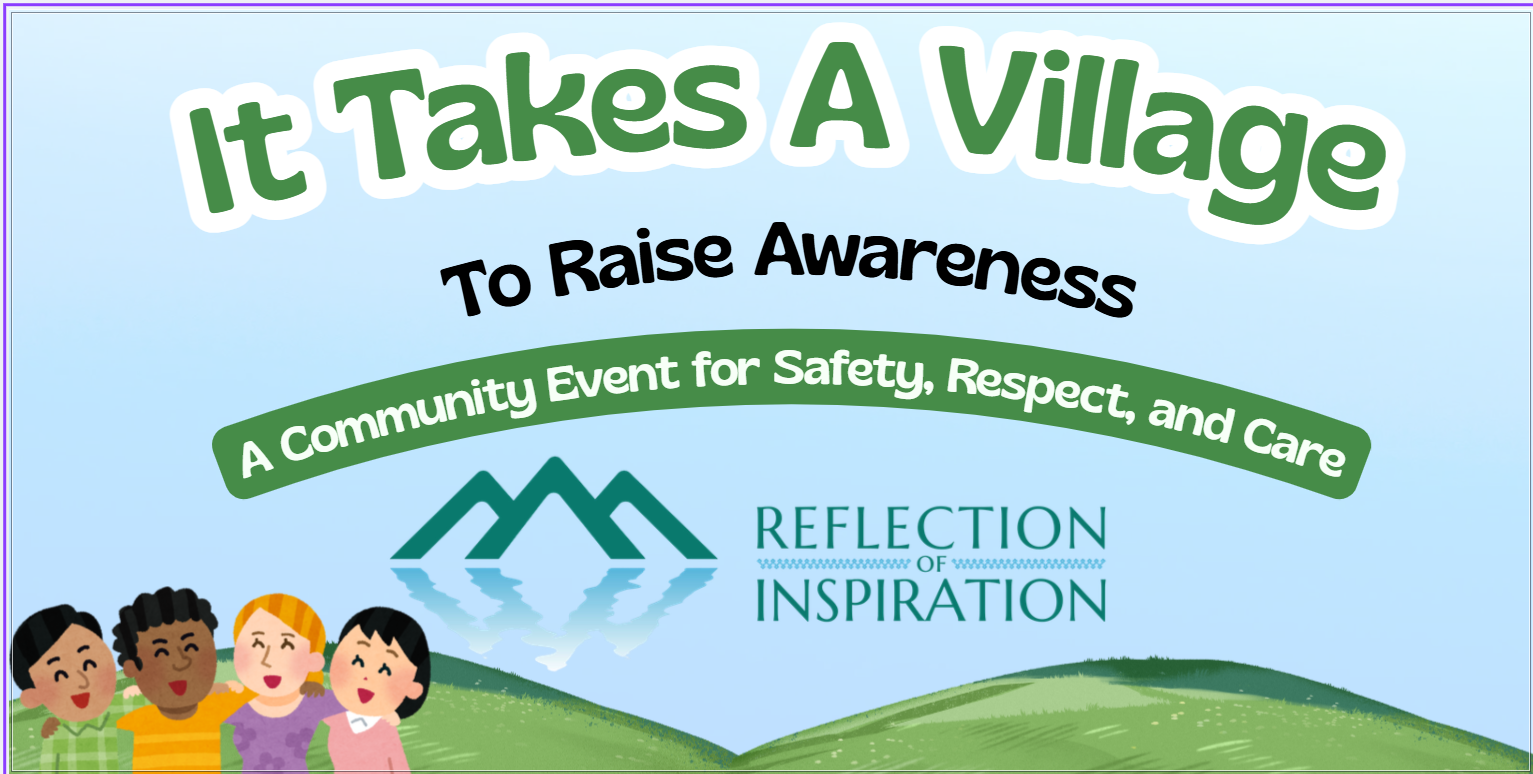 It Takes A Village
To Raise Awareness
A Community Event for Safety, Respect, and Care
REFLECTION
OF
INSPIRATION